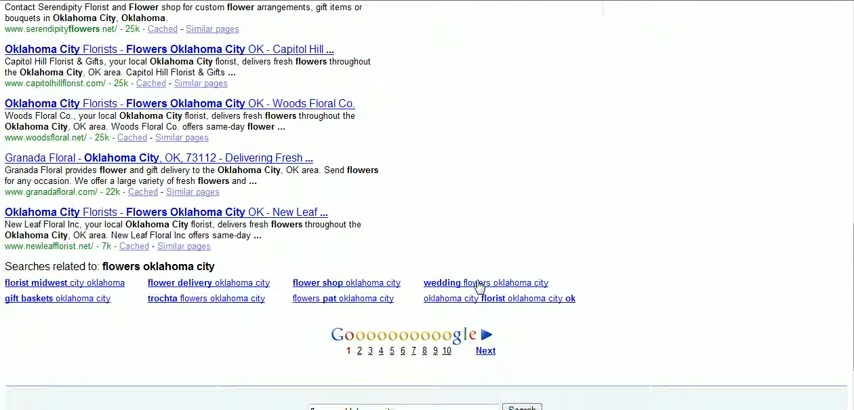 Contact Serendipity Florist and Flower shop for custom flower arrangements, gift items or
bouquets in Oklahoma City, Oklahoma.
www.serendipityflowers.net/ - 25k - Cached - Similar pages
Oklahoma City Florists - Flowers Oklahoma City OK - Capitol Hill ...
Capitol Hill Florist & Gifts, your local Oklahoma City florist, delivers fresh flowers throughout
the Oklahoma City, OK area. Capitol Hill Florist & Gifts ...
www.capitolhillflorist.com/ - 25k - Cached - Similar pages
Oklahoma City Florists - Flowers Oklahoma City OK - Woods Floral Co.
Woods Floral Co., your local Oklahoma City florist, delivers fresh flowers throughout the
Oklahoma City, OK area. Woods Floral Co. offers same-day flower ...
www.woodsfloral.net/ - 25k - Cached - Similar pages
Granada Floral - Oklahoma City, OK, 73112 - Delivering Fresh ...
Granada Floral provides flower and gift delivery to the Oklahoma City, OK area. Send flowers
for any occasion. We offer a large variety of fresh flowers and ...
www.granadafloral.com/ - 22k - Cached - Similar pages
Oklahoma City Florists - Flowers Oklahoma City OK - New Leaf ...
New Leaf Floral Inc, your local Oklahoma City florist, delivers fresh flowers throughout the
Oklahoma City, OK area. New Leaf Floral Inc offers same-day ...
www.newleafflorist.net/ - 7k - Cached - Similar pages
Searches related to: flowers oklahoma city
florist midwest city oklahoma flower delivery oklahoma city flower shop oklahoma city wedding flowers oklahoma city
gift baskets oklahoma city trochta flowers oklahoma city flowers pat oklahoma city oklahoma city florist oklahoma city ok
Goooooooooogle
1 2 3 4 5 6 7 8 9 10 Next